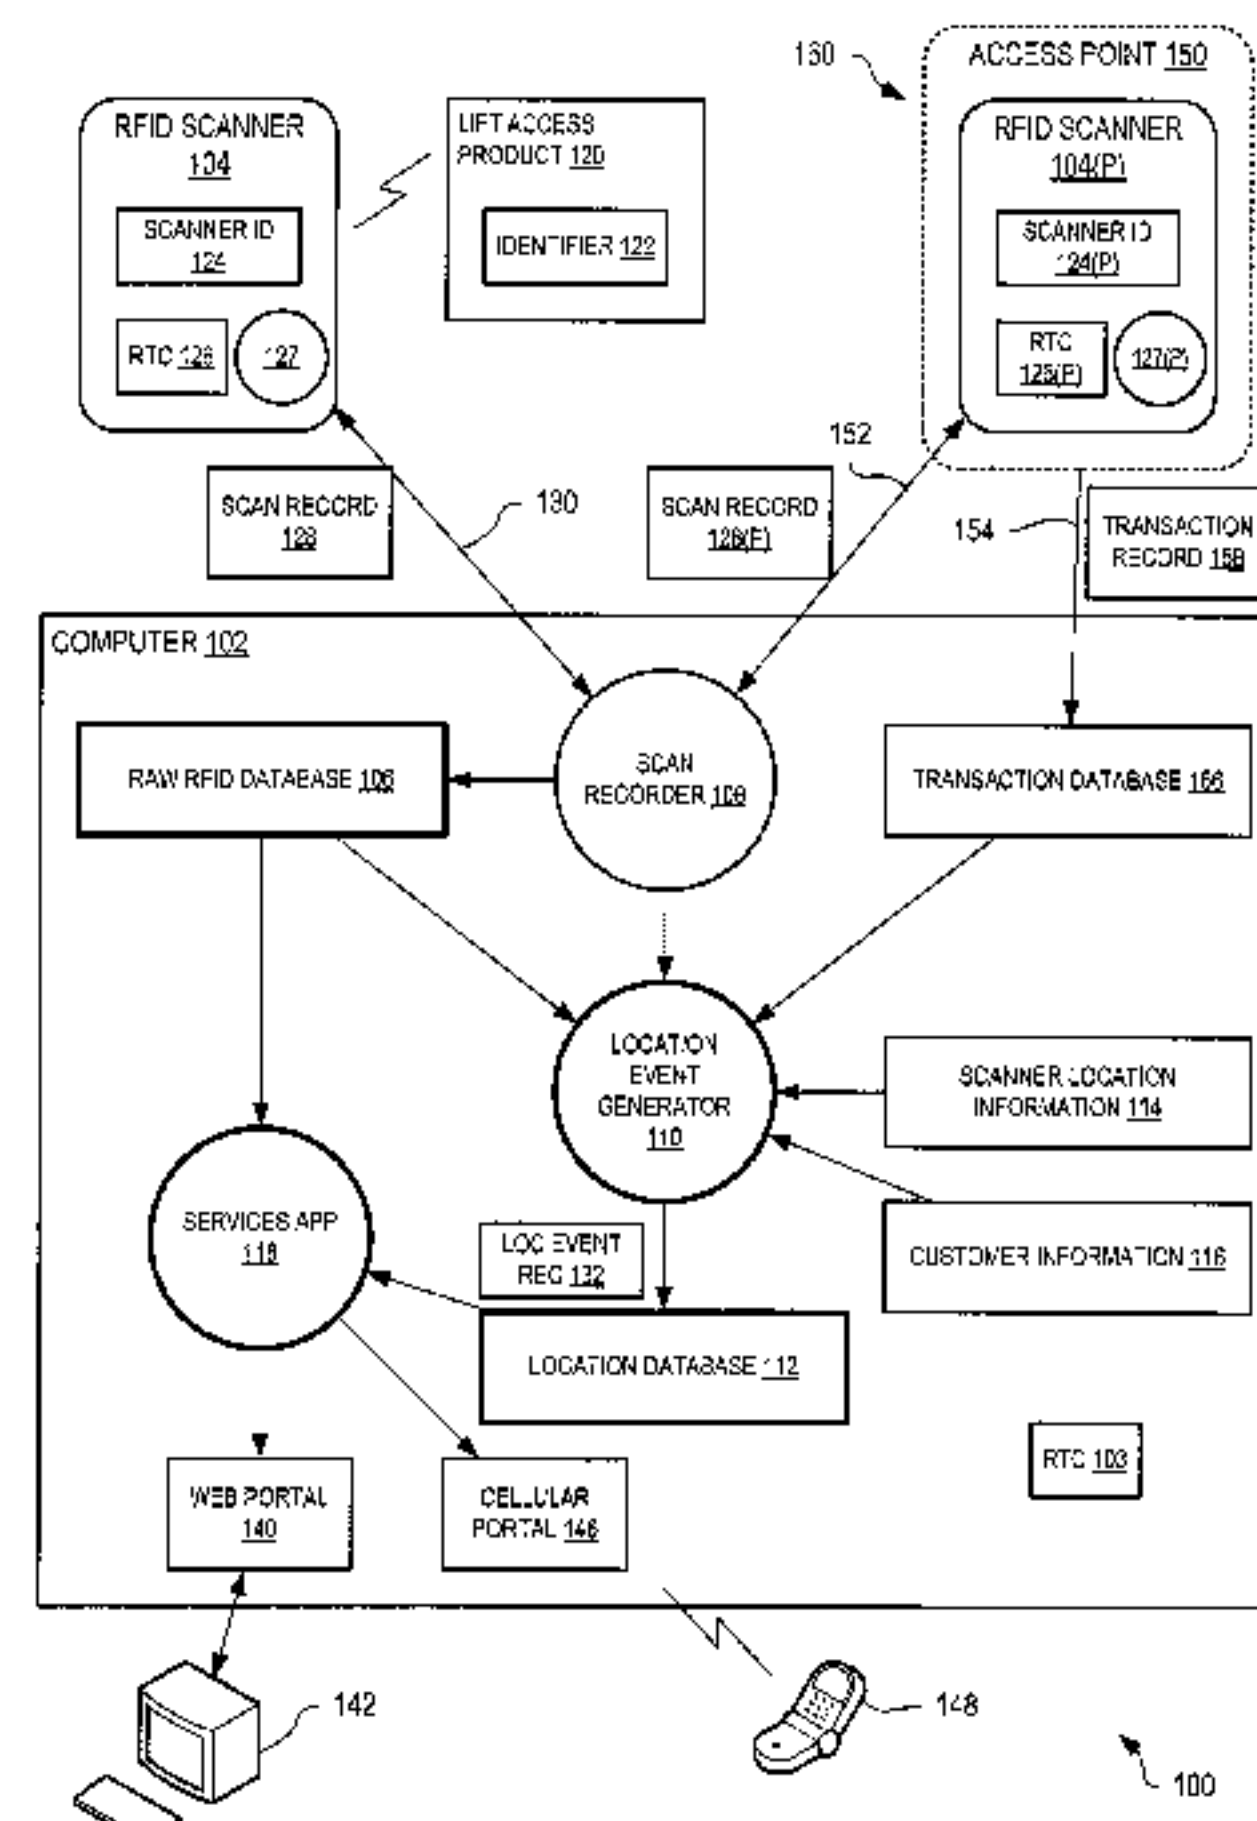 160
ACCESS POINT 150
RFID SCANNER
104
SCANNER ID
124
RTC 126
127
LIFT ACCESS
PRODUCT 120
IDENTIFIER 122
RFID SCANNER
104(P)
SCANNER ID
124(P)
RTC
126(P)
127(P)
SCAN RECORD
128
130
SCAN RECORD
128(P)
152
154
TRANSACTION
RECORD 158
COMPUTER 102
RAW RFID DATABASE 106
SCAN
RECORDER 108
TRANSACTION DATABASE 156
LOCATION
EVENT
GENERATOR
110
SCANNER LOCATION
INFORMATION 114
SERVICES APP
118
LOC EVENT
REC 132
CUSTOMER INFORMATION 116
LOCATION DATABASE 112
RTC 103
WEB PORTAL
140
CELLULAR
PORTAL 146
142
148
100